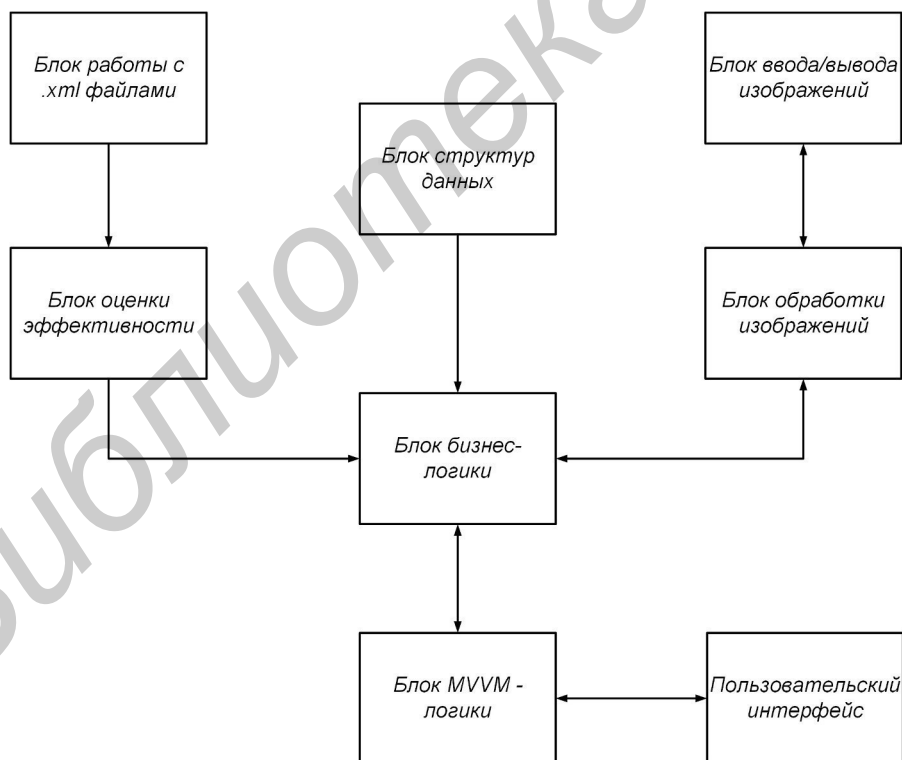 Блок работы с
.xml файлами
Блок ввода/вывода
изображений
Блок структур
данных
Блок оценки
эффективности
Блок обработки
изображений
Блок бизнес-
логики
Блок MVVM -
логики
Пользовательский
интерфейс
библиотека